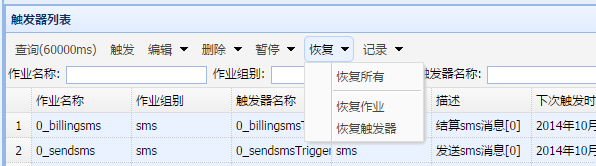 触发器列表
查询(60000ms) 触发 编辑 删除 暂停 恢复 记录
作业名称: 作业组别: 触发器名称:
恢复所有
恢复作业
恢复触发器
作业名称 作业组别 触发器名称 描述 下次触发时
1 0_billingsms sms 0_billingsmsT 结算sms消息[0] 2014年10月
2 0_sendsms sms 0_sendsmsTrigger sms 发送sms消息[0] 2014年10月